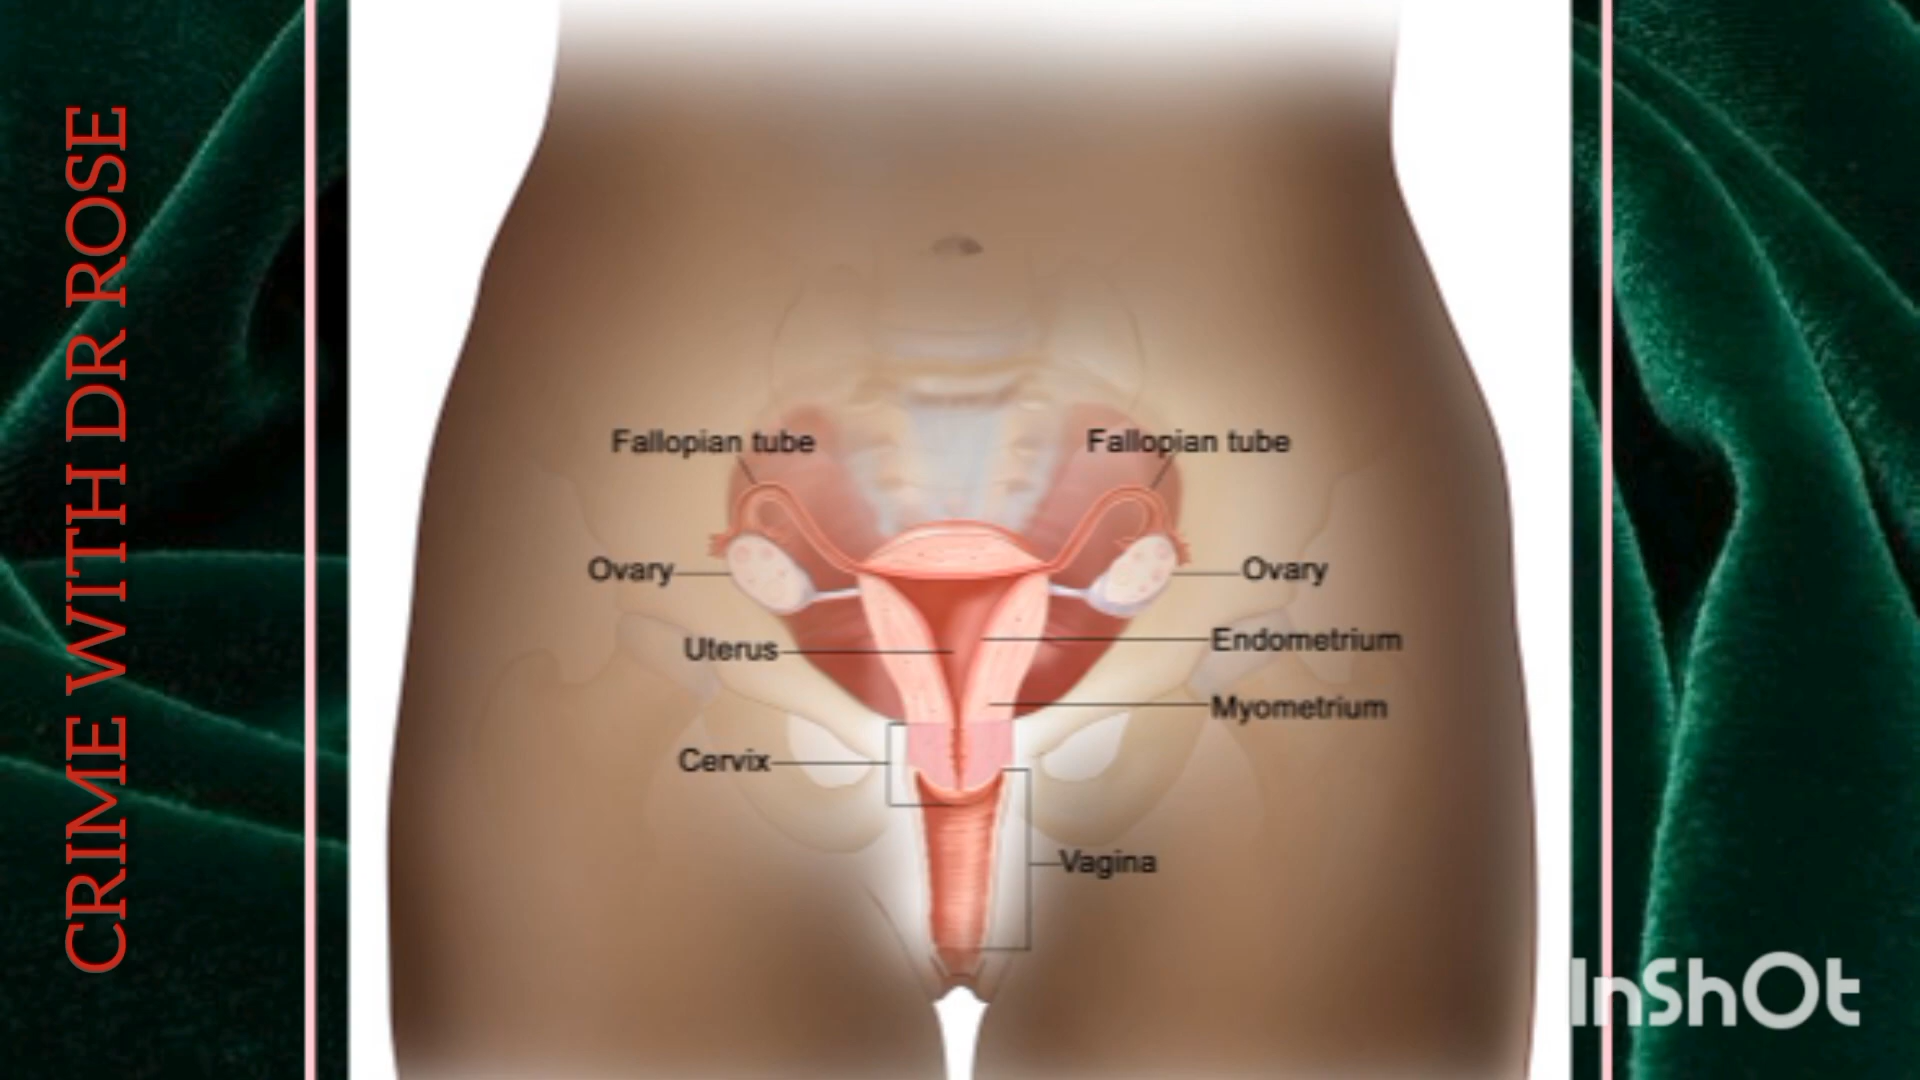 CRIME WITH DR ROSE
Fallopian tube
Fallopian tube
Ovary
Ovary
Uterus
Endometrium
Myometrium
Cervix
Vagina
InShOt